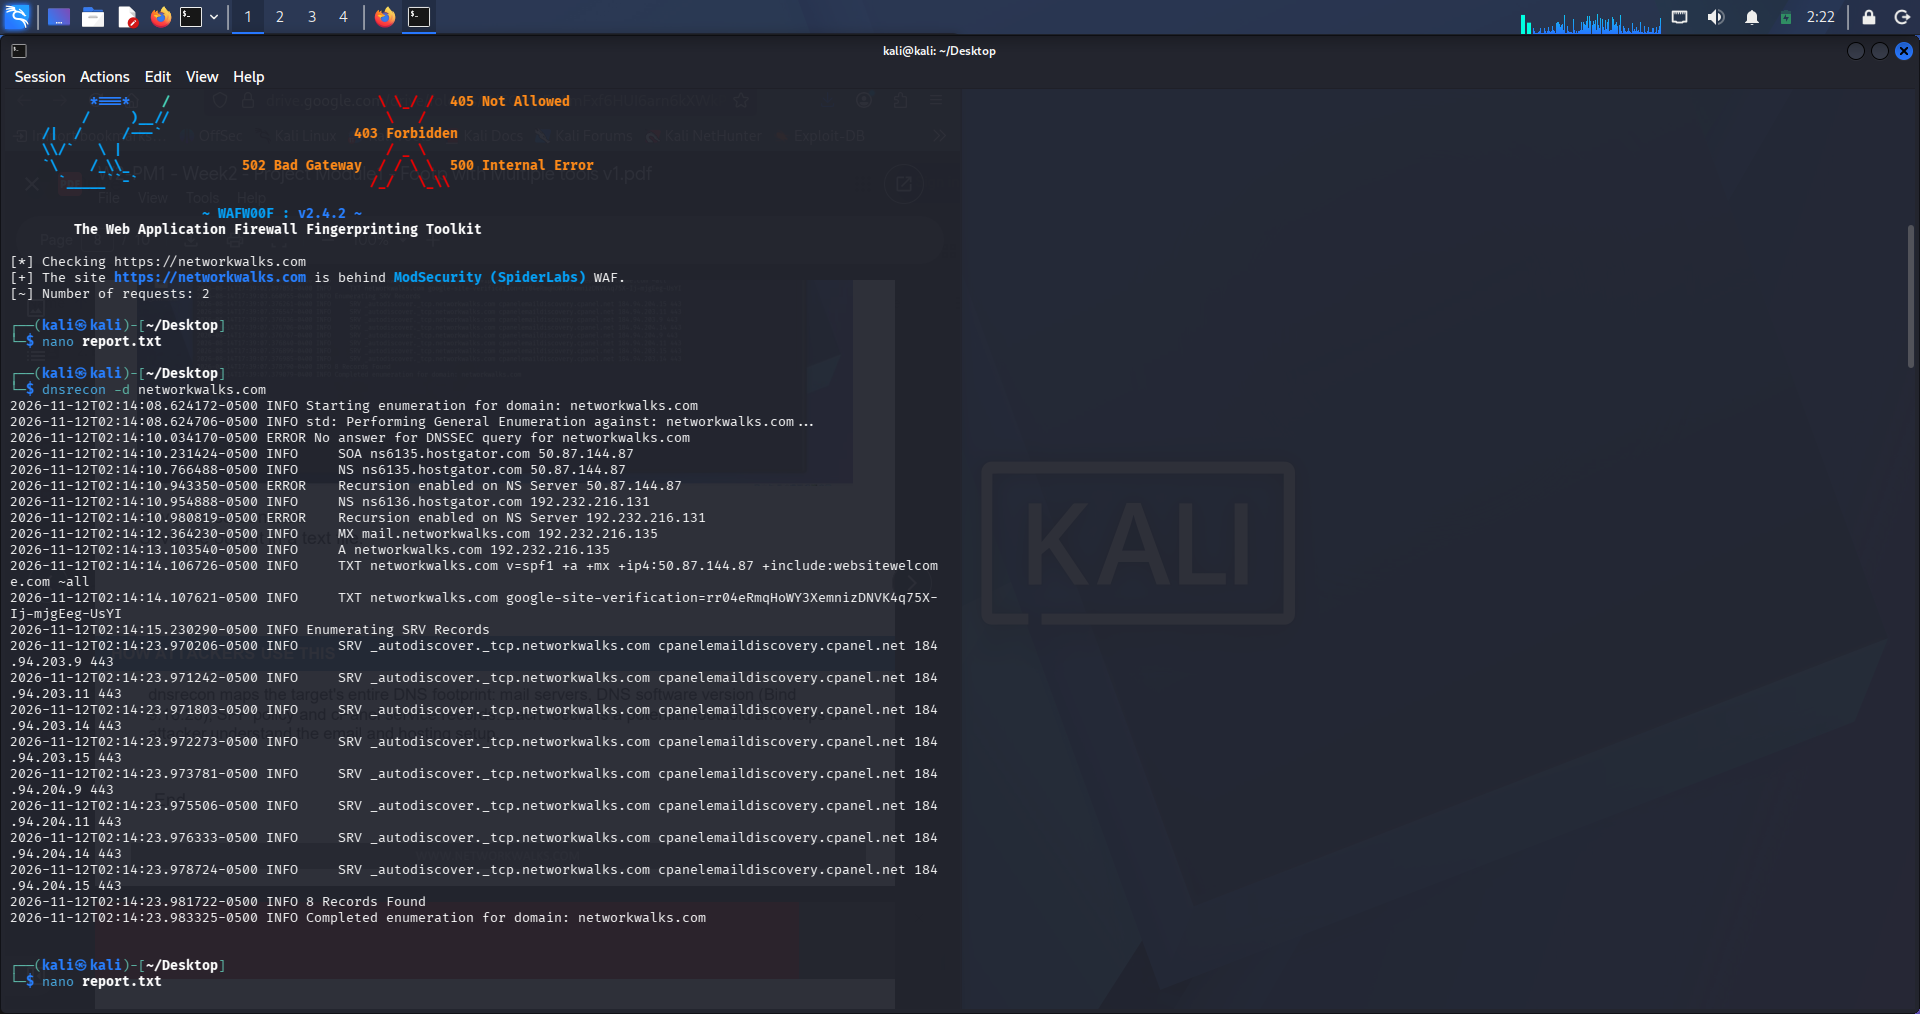 1 2 3 4
2:22
kali@kali: ~/Desktop
Session Actions Edit View Help
405 Not Allowed
403 Forbidden
502 Bad Gateway 500 Internal Error
~ WAFW00F : v2.4.2 ~
The Web Application Firewall Fingerprinting Toolkit
[*] Checking https://networkwalks.com
[+] The site https://networkwalks.com is behind ModSecurity (SpiderLabs) WAF.
[~] Number of requests: 2
┌──(kali㉿kali)-[~/Desktop]
└─$ nano report.txt
┌──(kali㉿kali)-[~/Desktop]
└─$ dnsrecon -d networkwalks.com
2026-11-12T02:14:08.624172-0500 INFO Starting enumeration for domain: networkwalks.com
2026-11-12T02:14:08.624706-0500 INFO std: Performing General Enumeration against: networkwalks.com...
2026-11-12T02:14:10.034170-0500 ERROR No answer for DNSSEC query for networkwalks.com
2026-11-12T02:14:10.231424-0500 INFO SOA ns6135.hostgator.com 50.87.144.87
2026-11-12T02:14:10.766488-0500 INFO NS ns6135.hostgator.com 50.87.144.87
2026-11-12T02:14:10.943350-0500 ERROR Recursion enabled on NS Server 50.87.144.87
2026-11-12T02:14:10.954888-0500 INFO NS ns6136.hostgator.com 192.232.216.131
2026-11-12T02:14:10.980819-0500 ERROR Recursion enabled on NS Server 192.232.216.131
2026-11-12T02:14:11.364230-0500 INFO MX mail.networkwalks.com 192.232.216.135
2026-11-12T02:14:13.103540-0500 INFO A networkwalks.com 192.232.216.135
2026-11-12T02:14:14.106726-0500 INFO TXT networkwalks.com v=spf1 +a +mx +ip4:50.87.144.87 +include:websitewelcom
e.com ~all
2026-11-12T02:14:14.107621-0500 INFO TXT networkwalks.com google-site-verification=rr04eRmqHoWY3XemnizDNVK4q75X-
Ij-mjgEeg-UsYI
2026-11-12T02:14:15.230290-0500 INFO Enumerating SRV Records
2026-11-12T02:14:23.970206-0500 INFO SRV _autodiscover._tcp.networkwalks.com cpanelemaildiscovery.cpanel.net 184
.94.203.9 443
2026-11-12T02:14:23.971242-0500 INFO SRV _autodiscover._tcp.networkwalks.com cpanelemaildiscovery.cpanel.net 184
.94.203.11 443
2026-11-12T02:14:23.971803-0500 INFO SRV _autodiscover._tcp.networkwalks.com cpanelemaildiscovery.cpanel.net 184
.94.203.14 443
2026-11-12T02:14:23.972273-0500 INFO SRV _autodiscover._tcp.networkwalks.com cpanelemaildiscovery.cpanel.net 184
.94.203.15 443
2026-11-12T02:14:23.973781-0500 INFO SRV _autodiscover._tcp.networkwalks.com cpanelemaildiscovery.cpanel.net 184
.94.204.9 443
2026-11-12T02:14:23.975506-0500 INFO SRV _autodiscover._tcp.networkwalks.com cpanelemaildiscovery.cpanel.net 184
.94.204.11 443
2026-11-12T02:14:23.976333-0500 INFO SRV _autodiscover._tcp.networkwalks.com cpanelemaildiscovery.cpanel.net 184
.94.204.14 443
2026-11-12T02:14:23.978724-0500 INFO SRV _autodiscover._tcp.networkwalks.com cpanelemaildiscovery.cpanel.net 184
.94.204.15 443
2026-11-12T02:14:23.981722-0500 INFO 8 Records Found
2026-11-12T02:14:23.983325-0500 INFO Completed enumeration for domain: networkwalks.com
┌──(kali㉿kali)-[~/Desktop]
└─$ nano report.txt
KALI